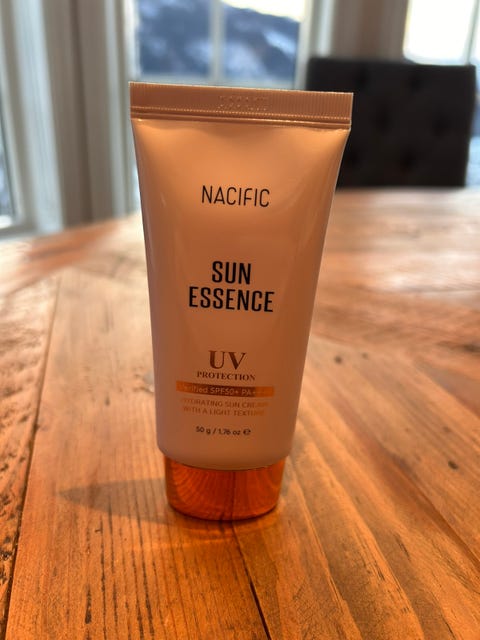 NACIFIC
SUN
ESSENCE
UV
PROTECTION
SPF50+ PA+
HYDRATING SUN CREAM
WITH A LIGHT TEXTURE
50 g / 1.76 oz ℮